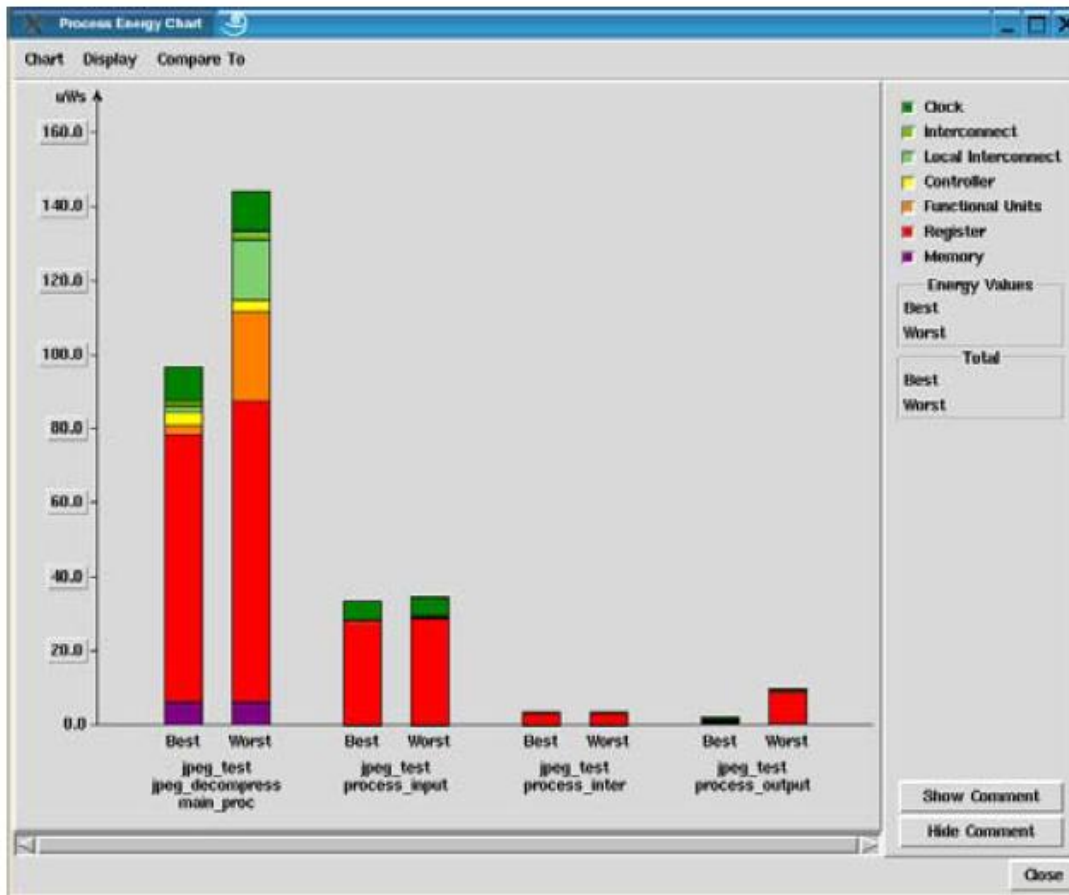 Process Energy Chart
Chart Display Compare To
uWs
160.0
140.0
120.0
100.0
80.0
60.0
40.0
20.0
0.0
Best Worst Best Worst Best Worst Best Worst
jpeg_test jpeg_test jpeg_test jpeg_test
jpeg_decompress process_input process_inter process_output
main_proc
Clock
Interconnect
Local Interconnect
Controller
Functional Units
Register
Memory
Energy Values
Best
Worst
Total
Best
Worst
Show Comment
Hide Comment
Close